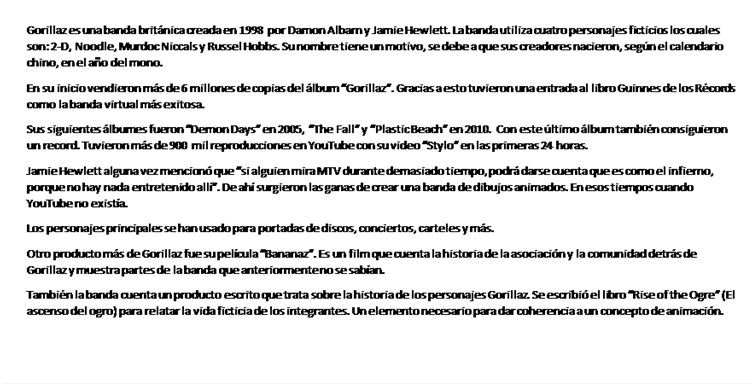 Gorillaz es una banda británica creada en 1998 por Damon Albarn y Jamie Hewlett. La banda utiliza cuatro personajes ficticios los cuales
son: 2-D, Noodle, Murdoc Niccals y Russel Hobbs. Su nombre tiene un motivo, se debe a que sus creadores nacieron, según el calendario
chino, en el año del mono.
En su inicio vendieron más de 6 millones de copias del álbum “Gorillaz”. Gracias a esto tuvieron una entrada al libro Guinnes de los Récords
como la banda virtual más exitosa.
Sus siguientes álbumes fueron “Demon Days” en 2005, “The Fall” y “Plastic Beach” en 2010. Con este último álbum también consiguieron
un record. Tuvieron más de 900 mil reproducciones en YouTube con su video “Stylo” en las primeras 24 horas.
Jamie Hewlett alguna vez mencionó que “si alguien mira MTV durante demasiado tiempo, podrá darse cuenta que es como el infierno,
porque no hay nada entretenido allí”. De ahí surgieron las ganas de crear una banda de dibujos animados. En esos tiempos cuando
YouTube no existía.
Los personajes principales se han usado para portadas de discos, conciertos, carteles y más.
Otro producto más de Gorillaz fue su película “Bananaz”. Es un film que cuenta la historia de la asociación y la comunidad detrás de
Gorillaz y muestra partes de la banda que anteriormente no se sabían.
También la banda cuenta un producto escrito que trata sobre la historia de los personajes Gorillaz. Se escribió el libro “Rise of the Ogre” (El
ascenso del ogro) para relatar la vida ficticia de los integrantes. Un elemento necesario para dar coherencia a un concepto de animación.